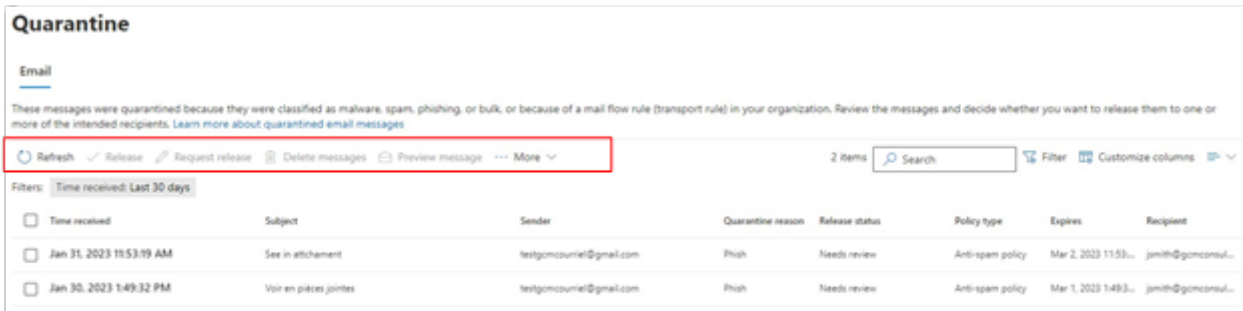 Quarantine
Email
These messages were quarantined because they were classified as malware, spam, phishing, or bulk, or because of a mail flow rule (transport rule) in your organization. Review the messages and decide whether you want to release them to one or
more of the intended recipients. Learn more about quarantined email messages
Refresh Release Request release Delete messages Preview message ... More 2 items Search Filter Customize columns
Filters: Time received: Last 30 days
Time received Subject Sender Quarantine reason Release status Policy type Expires Recipient
Jan 31, 2023 11:53:19 AM See in attchament testgcmcourriel@gmail.com Phish Needs review Anti-spam policy Mar 2, 2023 11:53:... jsmith@gcmconsul...
Jan 30, 2023 1:49:32 PM Voir en pièces jointes testgcmcourriel@gmail.com Phish Needs review Anti-spam policy Mar 1, 2023 1:49:3... jsmith@gcmconsul...